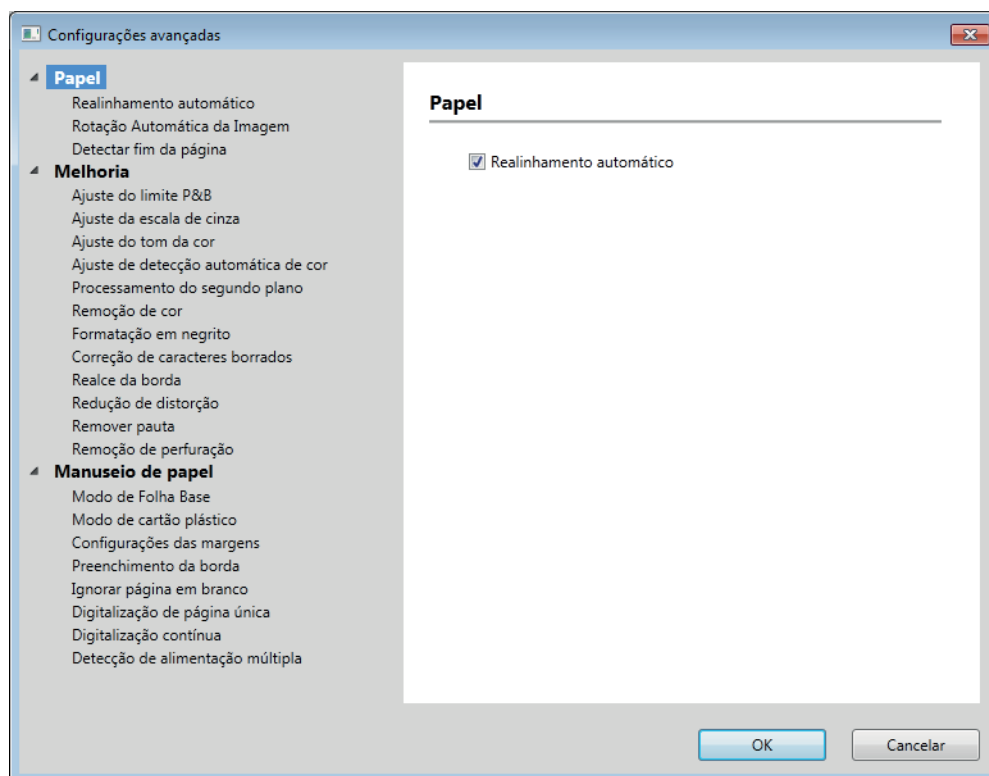 Configurações avançadas
Papel
Realinhamento automático
Rotação Automática da Imagem
Detectar fim da página
Melhoria
Ajuste do limite P&B
Ajuste da escala de cinza
Ajuste do tom da cor
Ajuste de detecção automática de cor
Processamento do segundo plano
Remoção de cor
Formatação em negrito
Correção de caracteres borrados
Realce da borda
Redução de distorção
Remover pauta
Remoção de perfuração
Manuseio de papel
Modo de Folha Base
Modo de cartão plástico
Configurações das margens
Preenchimento da borda
Ignorar página em branco
Digitalização de página única
Digitalização contínua
Detecção de alimentação múltipla
Papel
Realinhamento automático
OK
Cancelar